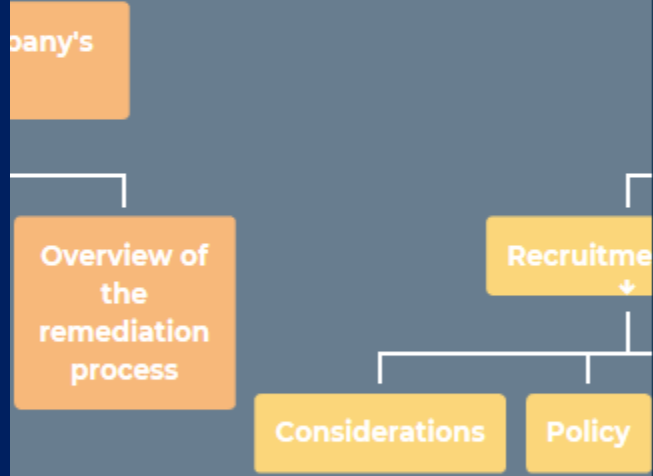 pany's
Overview of
the
remediation
process
Recruitme
Considerations
Policy